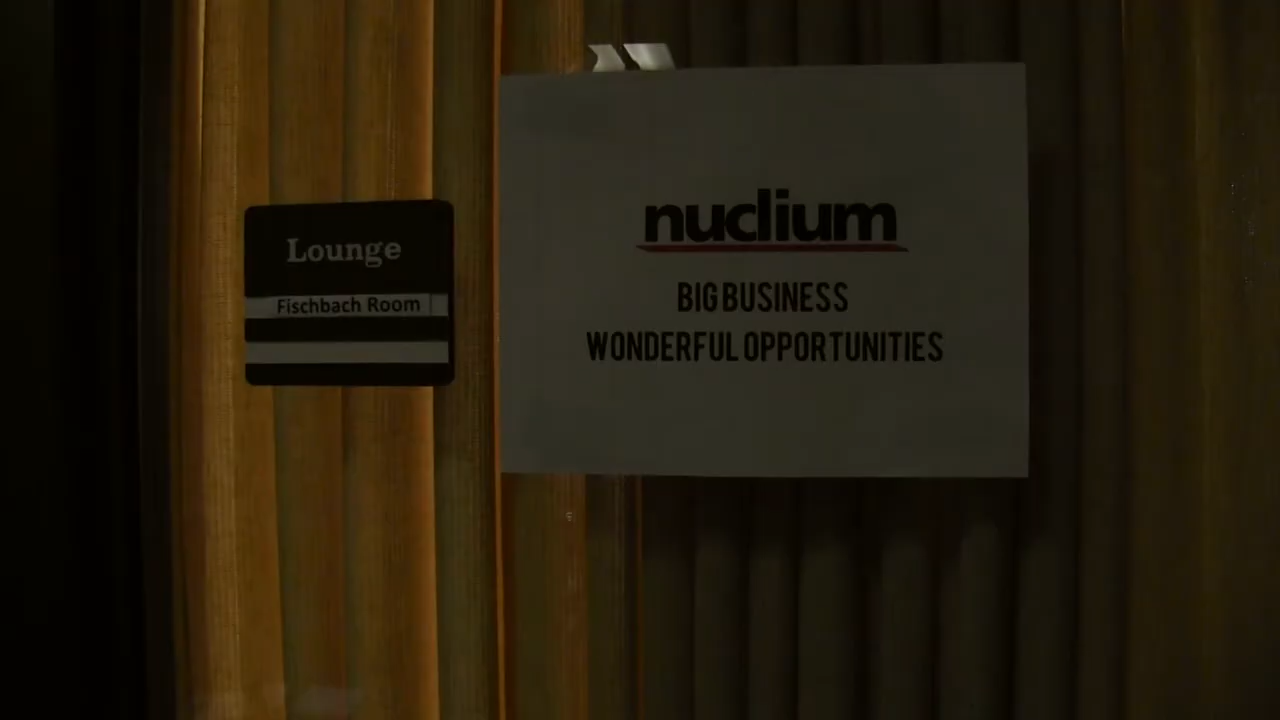 Lounge
Fischbach Room
nuclium
BIG BUSINESS
WONDERFUL OPPORTUNITIES